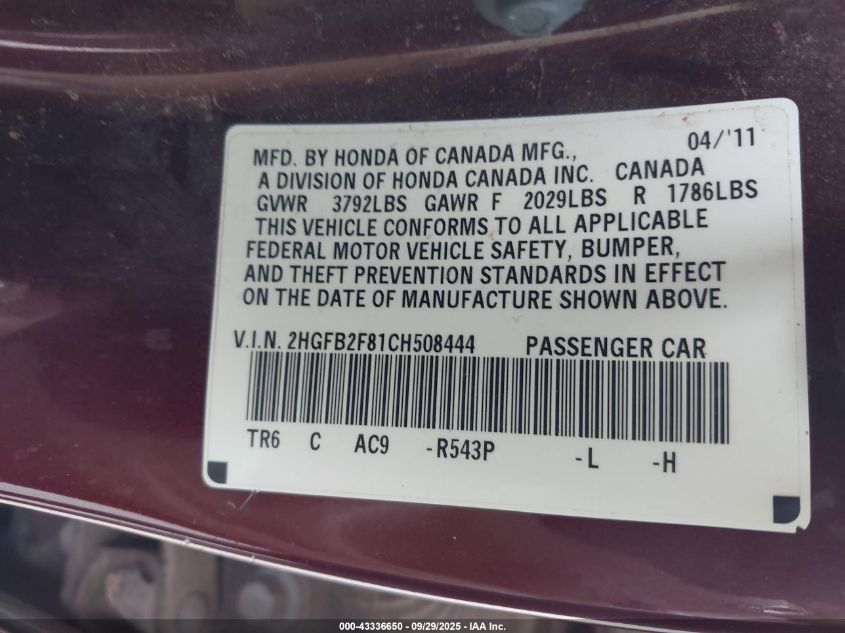 04/'11
MFD. BY HONDA OF CANADA MFG.,
A DIVISION OF HONDA CANADA INC. CANADA
GVWR 3792LBS GAWR F 2029LBS R 1786LBS
THIS VEHICLE CONFORMS TO ALL APPLICABLE
FEDERAL MOTOR VEHICLE SAFETY, BUMPER,
AND THEFT PREVENTION STANDARDS IN EFFECT
ON THE DATE OF MANUFACTURE SHOWN ABOVE.
V.I.N. 2HGFB2F81CH508444 PASSENGER CAR
TR6 C AC9 -R543P -L -H
000-43336650 - 09/29/2025 - IAA Inc.